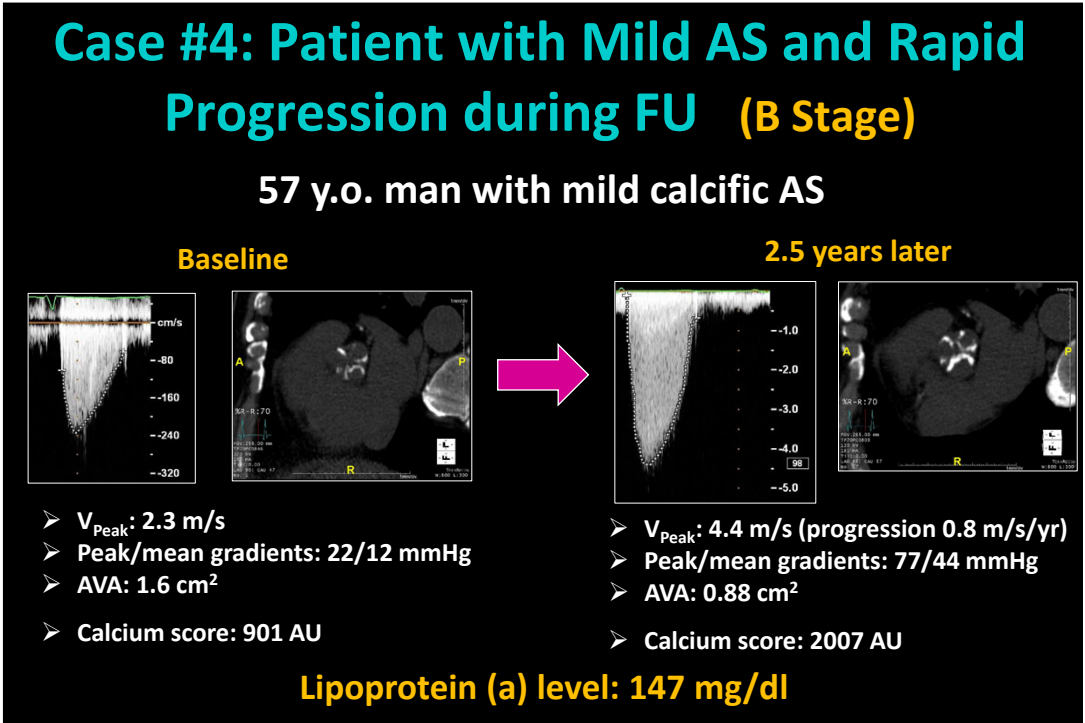 Case #4: Patient with Mild AS and Rapid
Progression during FU (B Stage)
57 y.o. man with mild calcific AS
Baseline
2.5 years later
cm/s
-80
-160
-240
-320
A
P
%R-R:70
R
L
F
-1.0
-2.0
-3.0
-4.0
-5.0
98
A
P
%R-R:70
R
L
F
➤ VPeak: 2.3 m/s
➤ Peak/mean gradients: 22/12 mmHg
➤ AVA: 1.6 cm²
➤ Calcium score: 901 AU
➤ VPeak: 4.4 m/s (progression 0.8 m/s/yr)
➤ Peak/mean gradients: 77/44 mmHg
➤ AVA: 0.88 cm²
➤ Calcium score: 2007 AU
Lipoprotein (a) level: 147 mg/dl